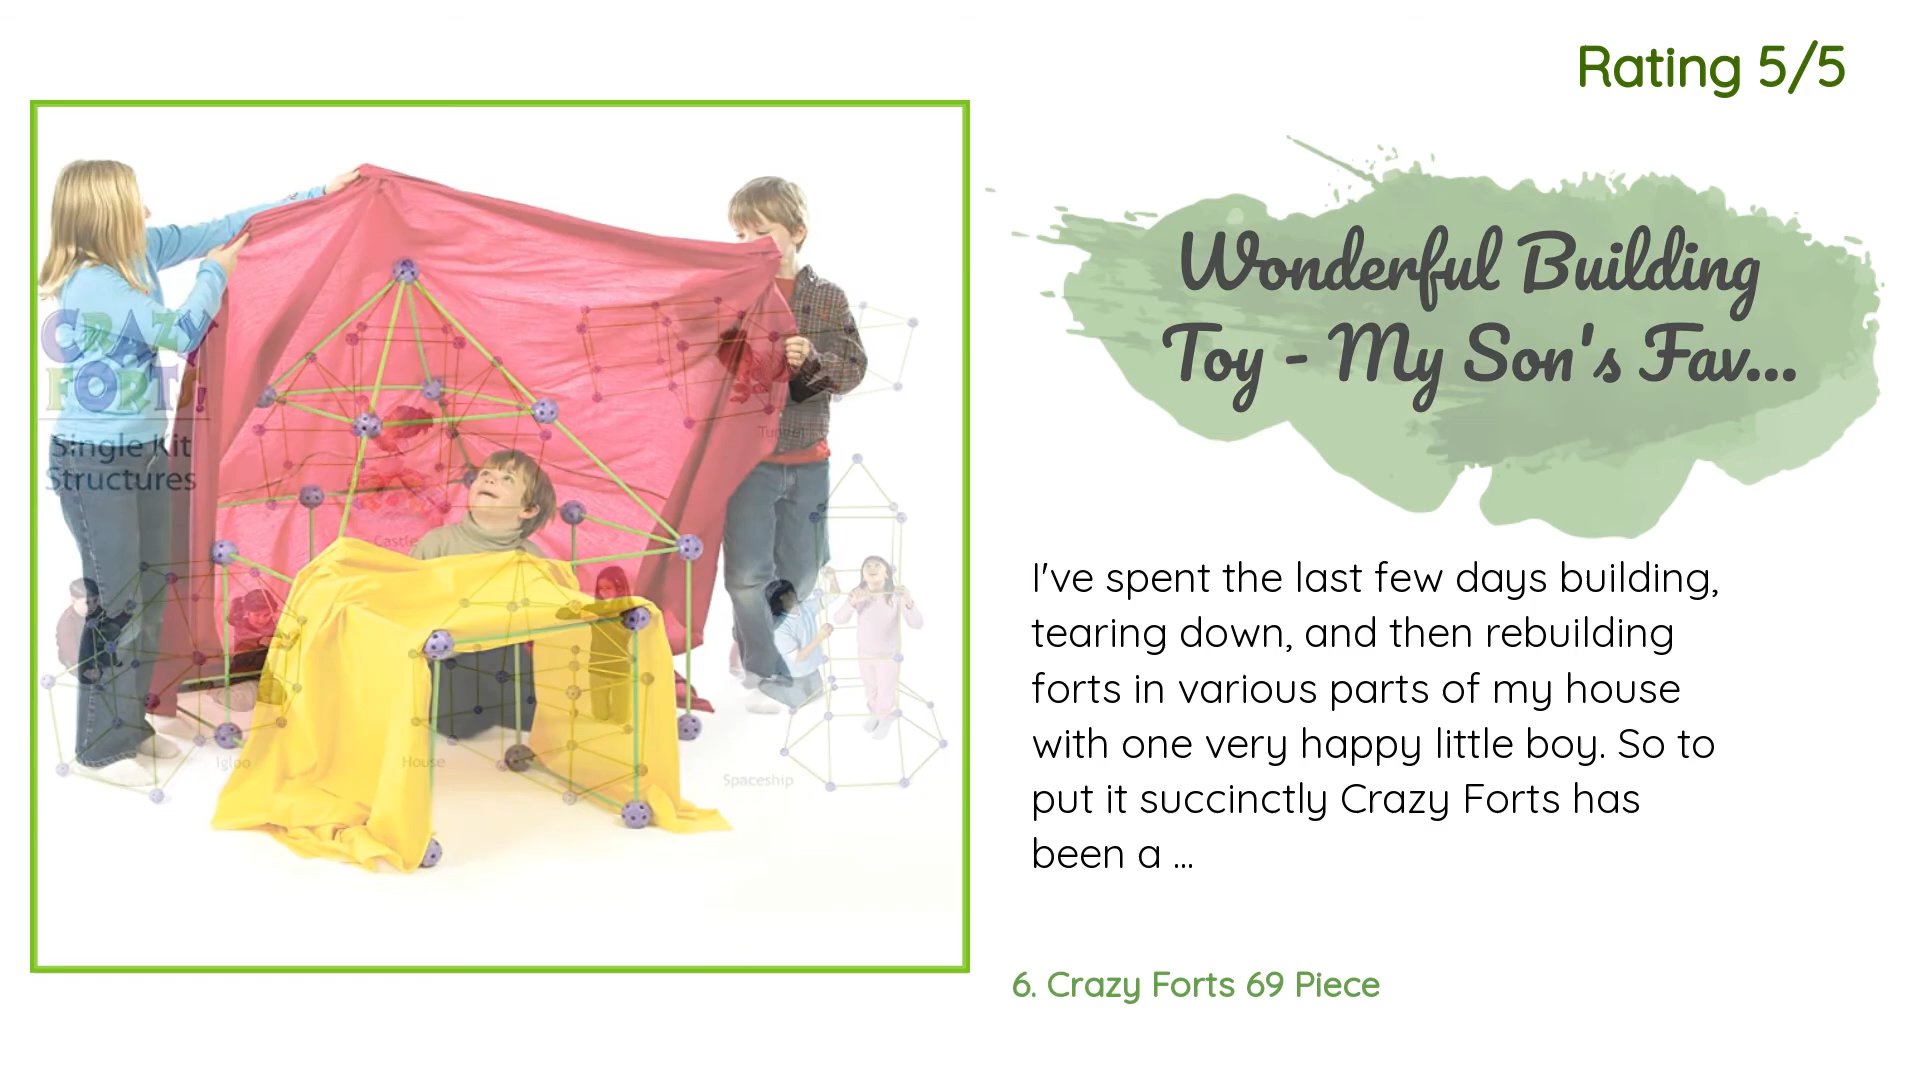 Rating 5/5
Wonderful Building
Toy - My Son's Fav...
CRAZY
FORTS!
Single Kit
Structures
Tunnel
Castle
Igloo
House
Spaceship
I've spent the last few days building,
tearing down, and then rebuilding
forts in various parts of my house
with one very happy little boy. So to
put it succinctly Crazy Forts has
been a ...
6. Crazy Forts 69 Piece